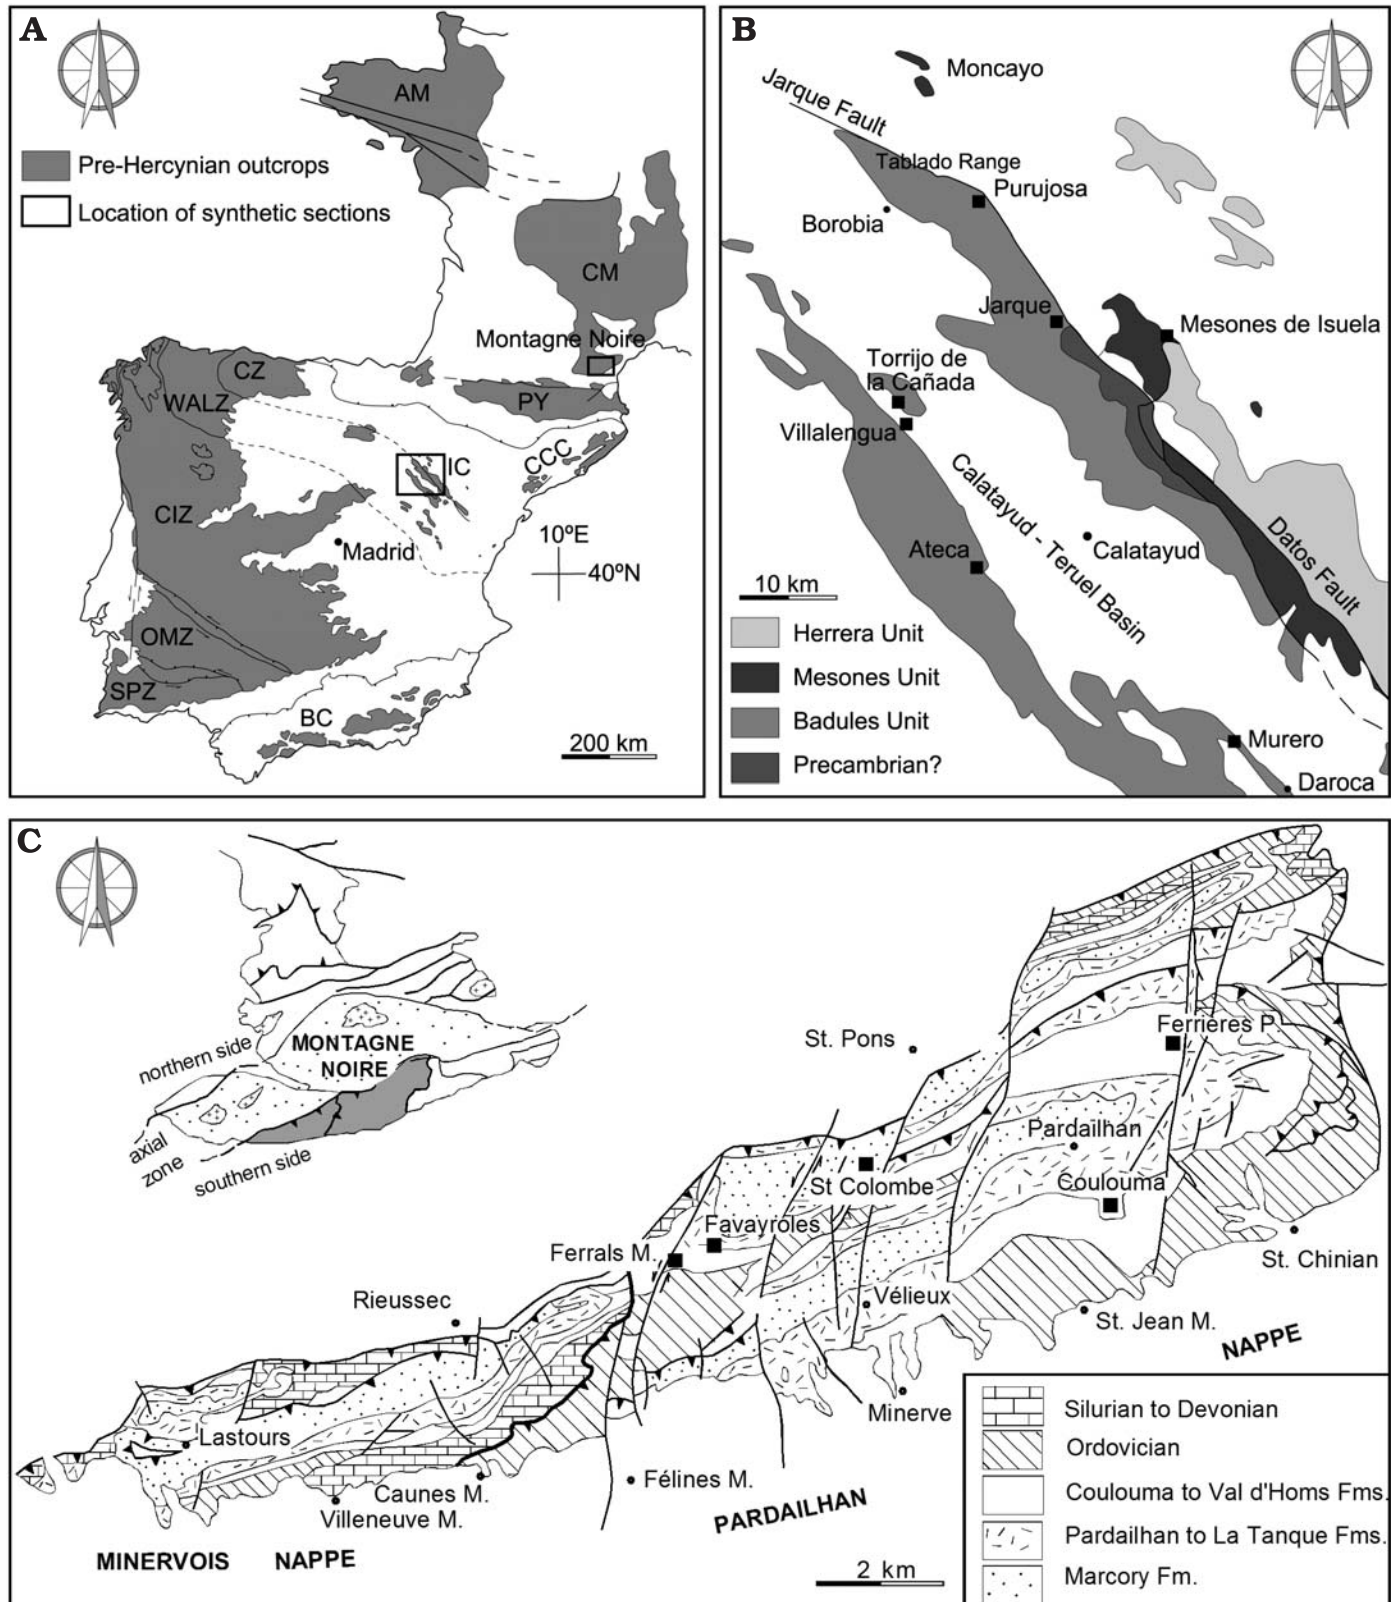 A
AM
Pre-Hercynian outcrops
Location of synthetic sections
CM
Montagne Noire
CZ
WALZ
PY
IC
CCC
CIZ
Madrid
10ºE
40ºN
OMZ
SPZ
BC
200 km
B
Moncayo
Jarque Fault
Tablado Range
Purujosa
Borobia
Jarque
Mesones de Isuela
Torrijo de
la Cañada
Villalengua
Calatayud - Teruel Basin
Calatayud
Datos Fault
Ateca
10 km
Herrera Unit
Mesones Unit
Badules Unit
Precambrian?
Murero
Daroca
C
MONTAGNE
NOIRE
northern side
axial
zone
southern side
St. Pons
Ferrieres P.
Pardailhan
Coulouma
St Colombe
Favayroles
Ferrals M.
St. Chinian
Rieussec
Vélieux
St. Jean M.
NAPPE
Minerve
Lastours
Félines M.
Caunes M.
Villeneuve M.
PARDAILHAN
MINERVOIS NAPPE
2 km
Silurian to Devonian
Ordovician
Coulouma to Val d'Homs Fms.
Pardailhan to La Tanque Fms.
Marcory Fm.